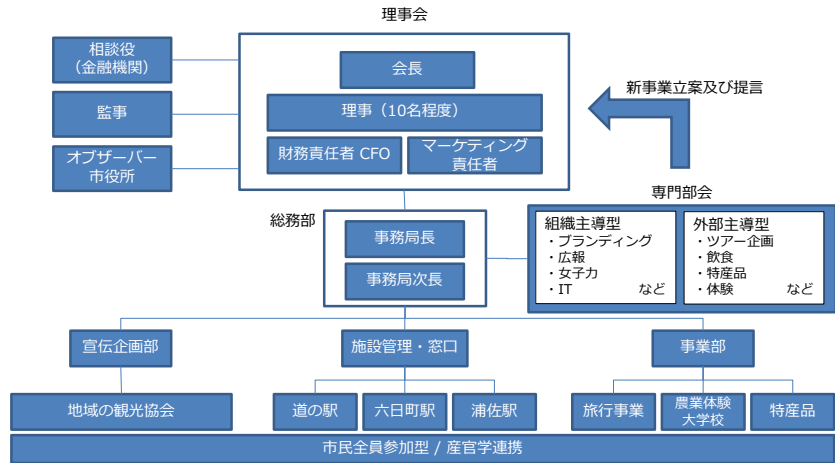 理事会
相談役
（金融機関）
監事
オブザーバー
市役所
会長
理事（10名程度）
財務責任者 CFO
マーケティング
責任者
新事業立案及び提言
専門部会
組織主導型
・ブランディング
・広報
・女子力
・IT など
外部主導型
・ツアー企画
・飲食
・特産品
・体験 など
総務部
事務局長
事務局次長
宣伝企画部
施設管理・窓口
事業部
地域の観光協会
道の駅
六日町駅
浦佐駅
旅行事業
農業体験
大学校
特産品
市民全員参加型 / 産官学連携